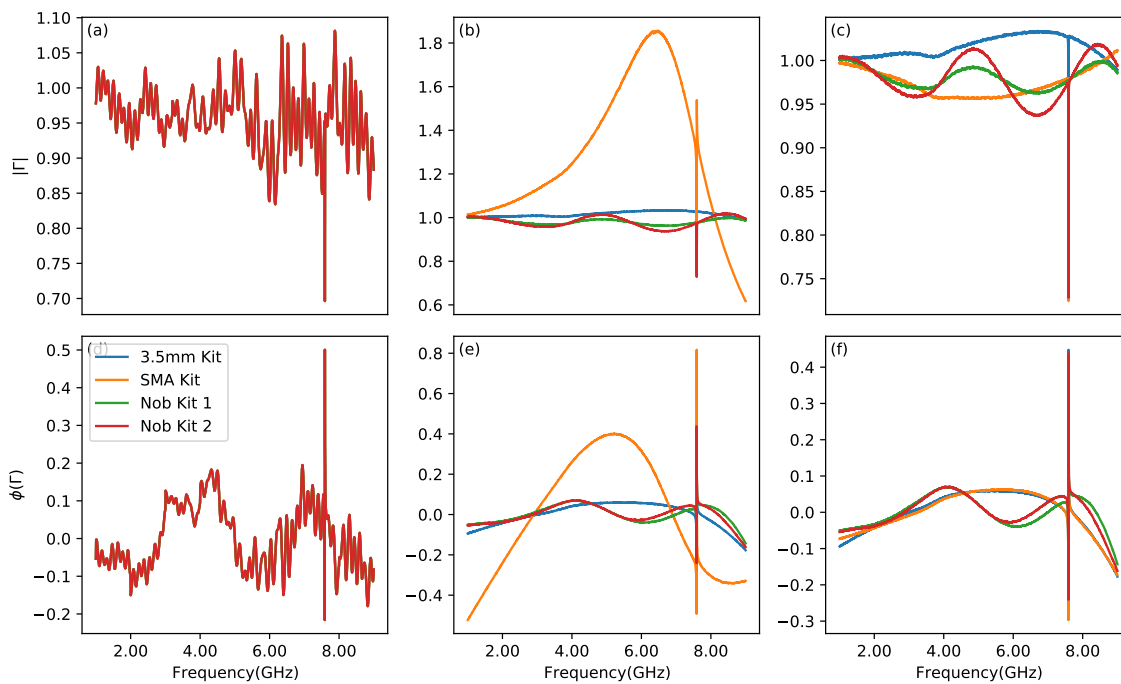 (a)
(b)
(c)
|Γ|
1.10
1.05
1.00
0.95
0.90
0.85
0.80
0.75
0.70
1.8
1.6
1.4
1.2
1.0
0.8
0.6
1.00
0.95
0.90
0.85
0.80
0.75
(d)
(e)
(f)
3.5mm Kit
SMA Kit
Nob Kit 1
Nob Kit 2
ϕ(Γ)
0.5
0.4
0.3
0.2
0.1
0.0
−0.1
−0.2
0.8
0.6
0.4
0.2
0.0
−0.2
−0.4
0.4
0.3
0.2
0.1
0.0
−0.1
−0.2
−0.3
2.00 4.00 6.00 8.00
2.00 4.00 6.00 8.00
2.00 4.00 6.00 8.00
Frequency(GHz)
Frequency(GHz)
Frequency(GHz)